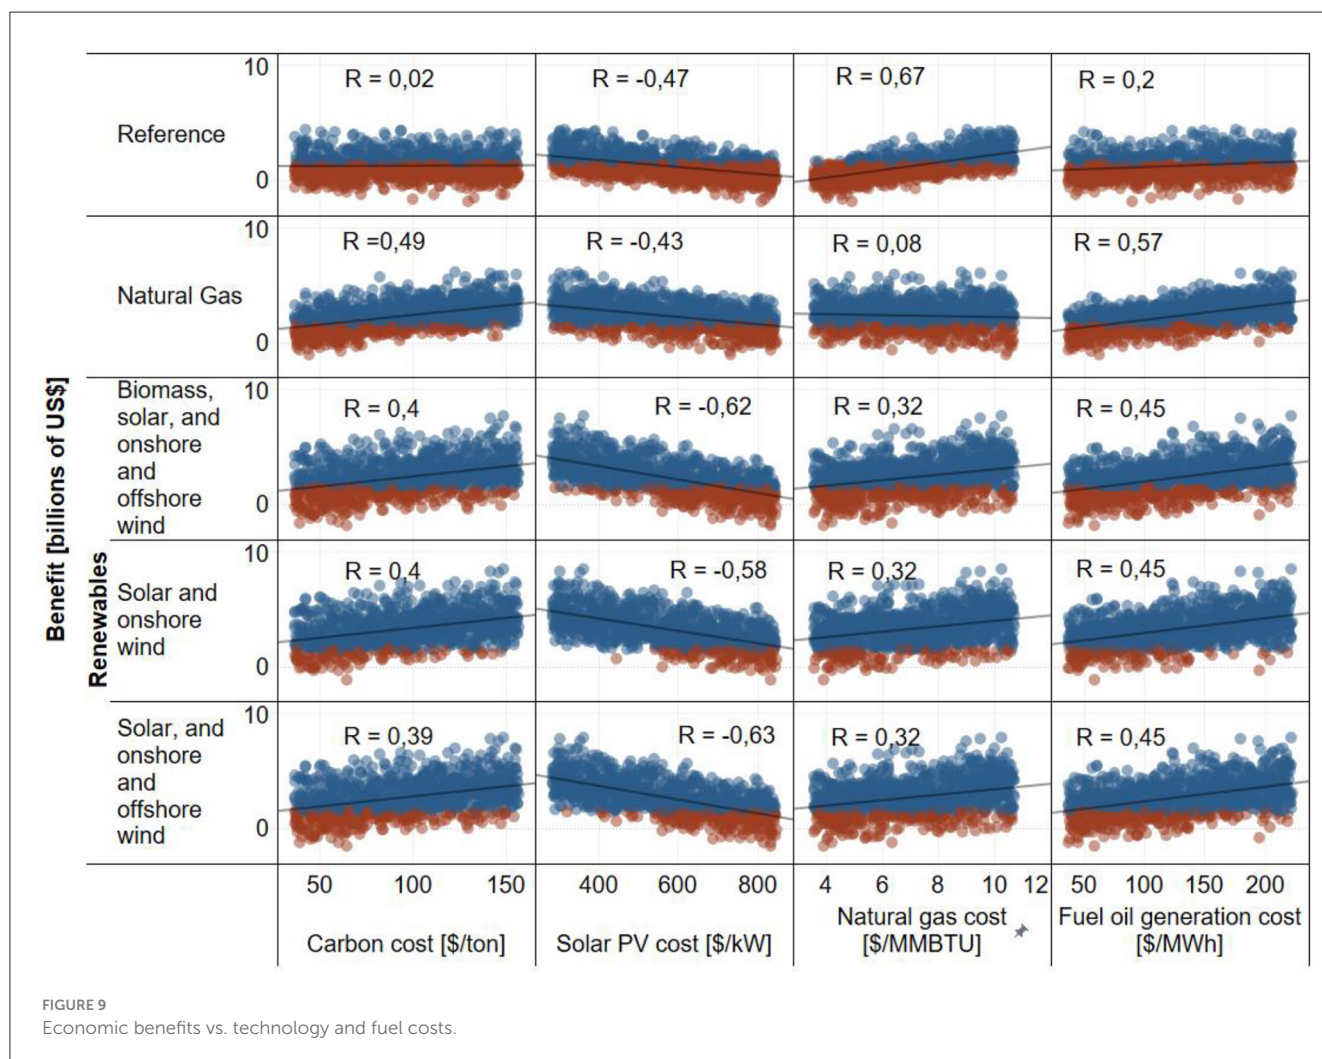 10
R = 0,02
R = -0,47
R = 0,67
R = 0,2
Reference
0
10
R =0,49
R = -0,43
R = 0,08
R = 0,57
Natural Gas
0
Biomass,
solar, and
onshore
and
offshore
wind
10
R = 0,4
R = -0,62
R = 0,32
R = 0,45
0
Benefit [billions of US$]
Renewables
10
R = 0,4
R = -0,58
R = 0,32
R = 0,45
Solar and
onshore
wind
0
Solar, and
onshore
and
offshore
wind
10
R = 0,39
R = -0,63
R = 0,32
R = 0,45
0
50 100 150
400 600 800
4 6 8 10 12
50 100 150 200
Carbon cost [$/ton]
Solar PV cost [$/kW]
Natural gas cost
[$/MMBTU]
Fuel oil generation cost
[$/MWh]
FIGURE 9
Economic benefits vs. technology and fuel costs.